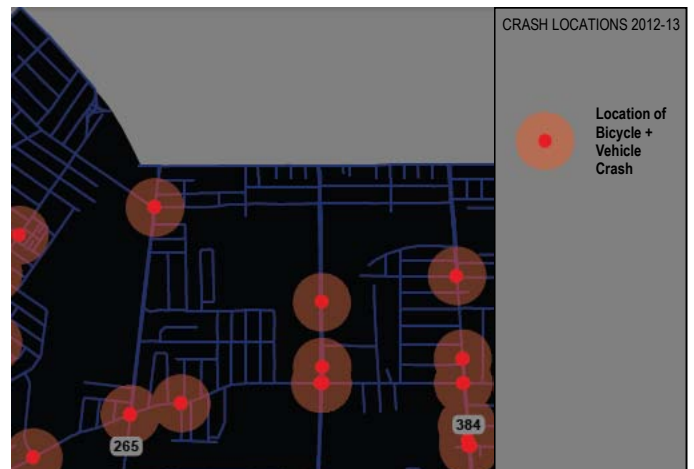 CRASH LOCATIONS 2012-13
Location of
Bicycle +
Vehicle
Crash
384
265